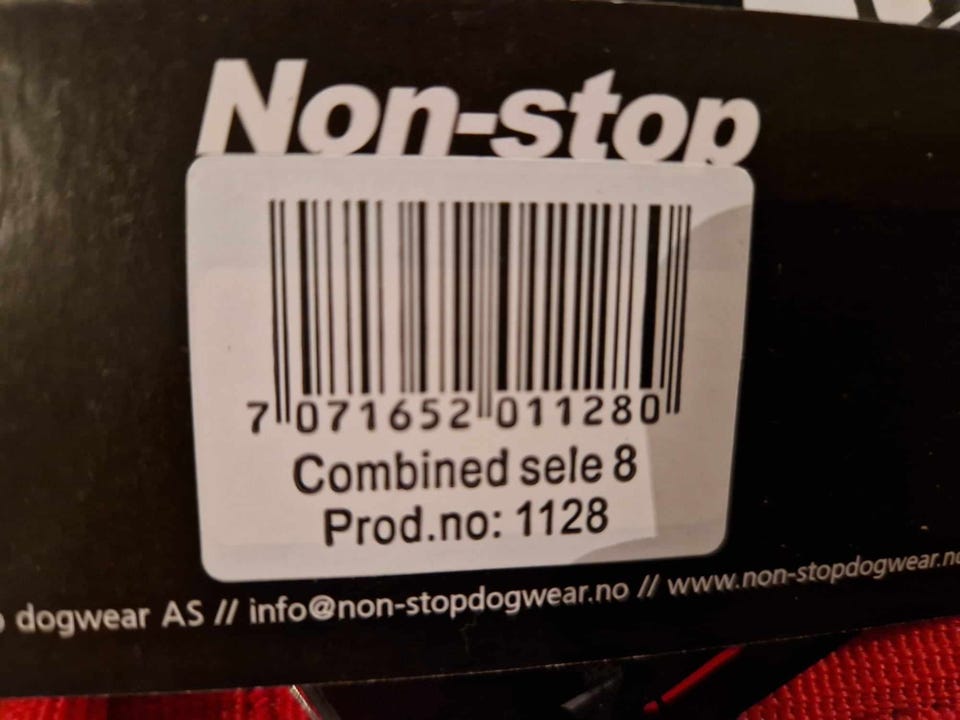 Non-stop
7 071652 011280
Combined sele 8
Prod.no: 1128
dogwear AS // info@non-stopdogwear.no // www.non-stopdogwear.no